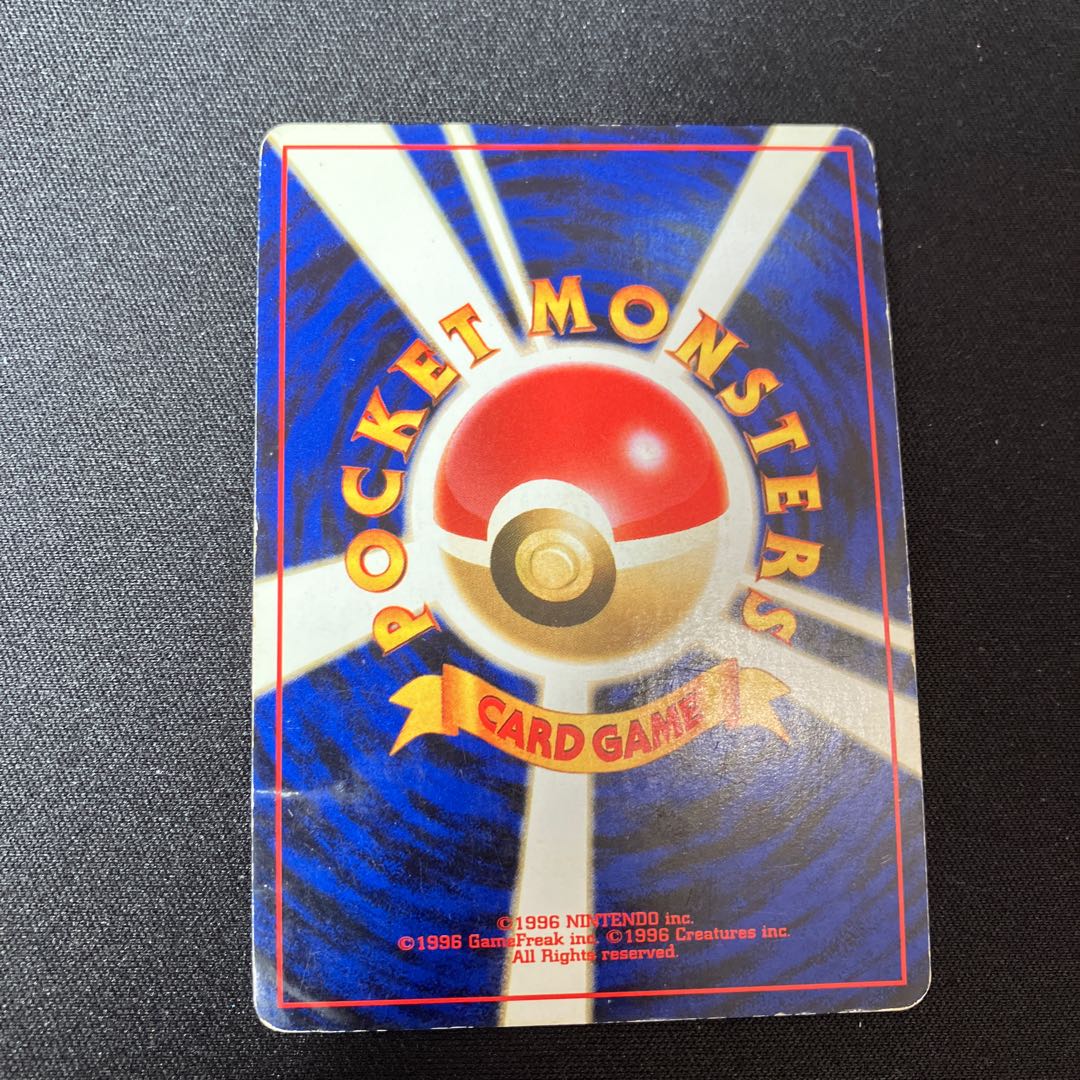 POCKET MONSTERS
CARD GAME
©1996 NINTENDO inc.
©1996 GameFreak inc. ©1996 Creatures inc.
All Rights reserved.